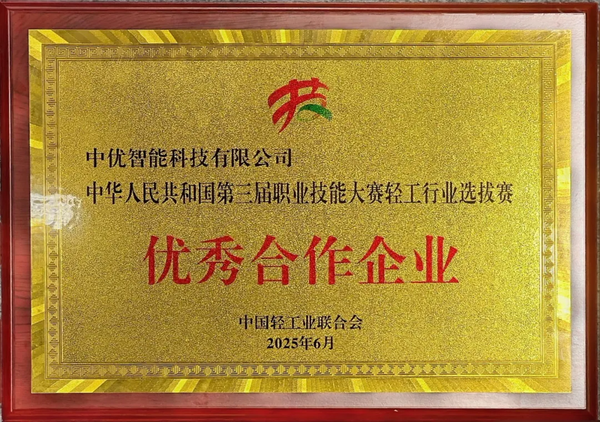 中优智能科技有限公司
中华人民共和国第三届职业技能大赛轻工行业选拔赛
优秀合作企业
中国轻工业联合会
2025年6月